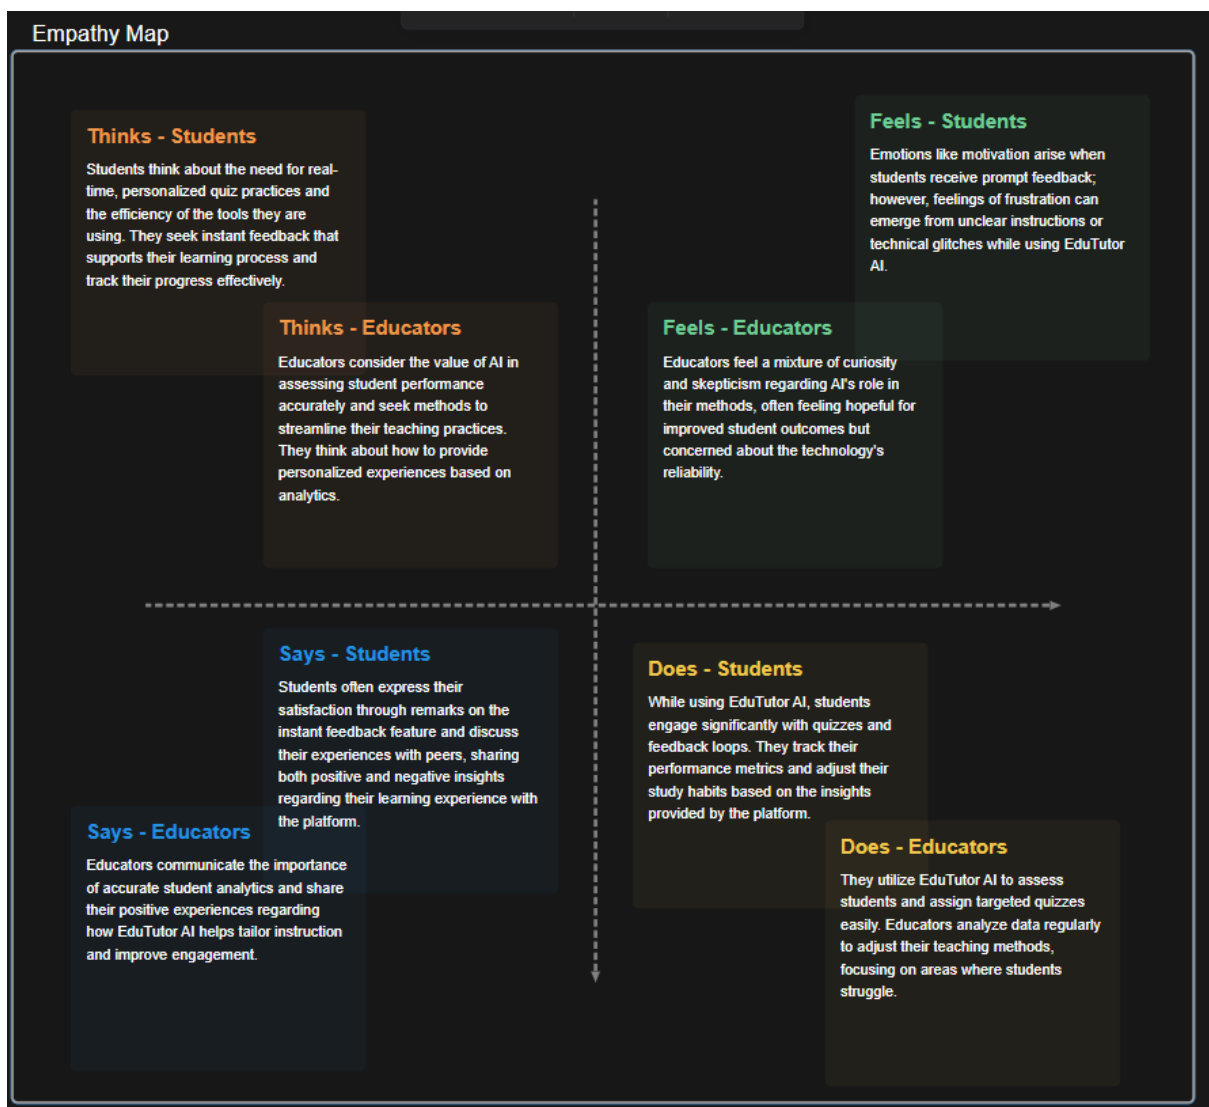 Empathy Map
Thinks - Students
Students think about the need for real-
time, personalized quiz practices and
the efficiency of the tools they are
using. They seek instant feedback that
supports their learning process and
track their progress effectively.
Thinks - Educators
Educators consider the value of AI in
assessing student performance
accurately and seek methods to
streamline their teaching practices.
They think about how to provide
personalized experiences based on
analytics.
Feels - Students
Emotions like motivation arise when
students receive prompt feedback;
however, feelings of frustration can
emerge from unclear instructions or
technical glitches while using EduTutor
AI.
Feels - Educators
Educators feel a mixture of curiosity
and skepticism regarding AI's role in
their methods, often feeling hopeful for
improved student outcomes but
concerned about the technology's
reliability.
Says - Students
Students often express their
satisfaction through remarks on the
instant feedback feature and discuss
their experiences with peers, sharing
both positive and negative insights
regarding their learning experience with
the platform.
Says - Educators
Educators communicate the importance
of accurate student analytics and share
their positive experiences regarding
how EduTutor AI helps tailor instruction
and improve engagement.
Does - Students
While using EduTutor AI, students
engage significantly with quizzes and
feedback loops. They track their
performance metrics and adjust their
study habits based on the insights
provided by the platform.
Does - Educators
They utilize EduTutor AI to assess
students and assign targeted quizzes
easily. Educators analyze data regularly
to adjust their teaching methods,
focusing on areas where students
struggle.